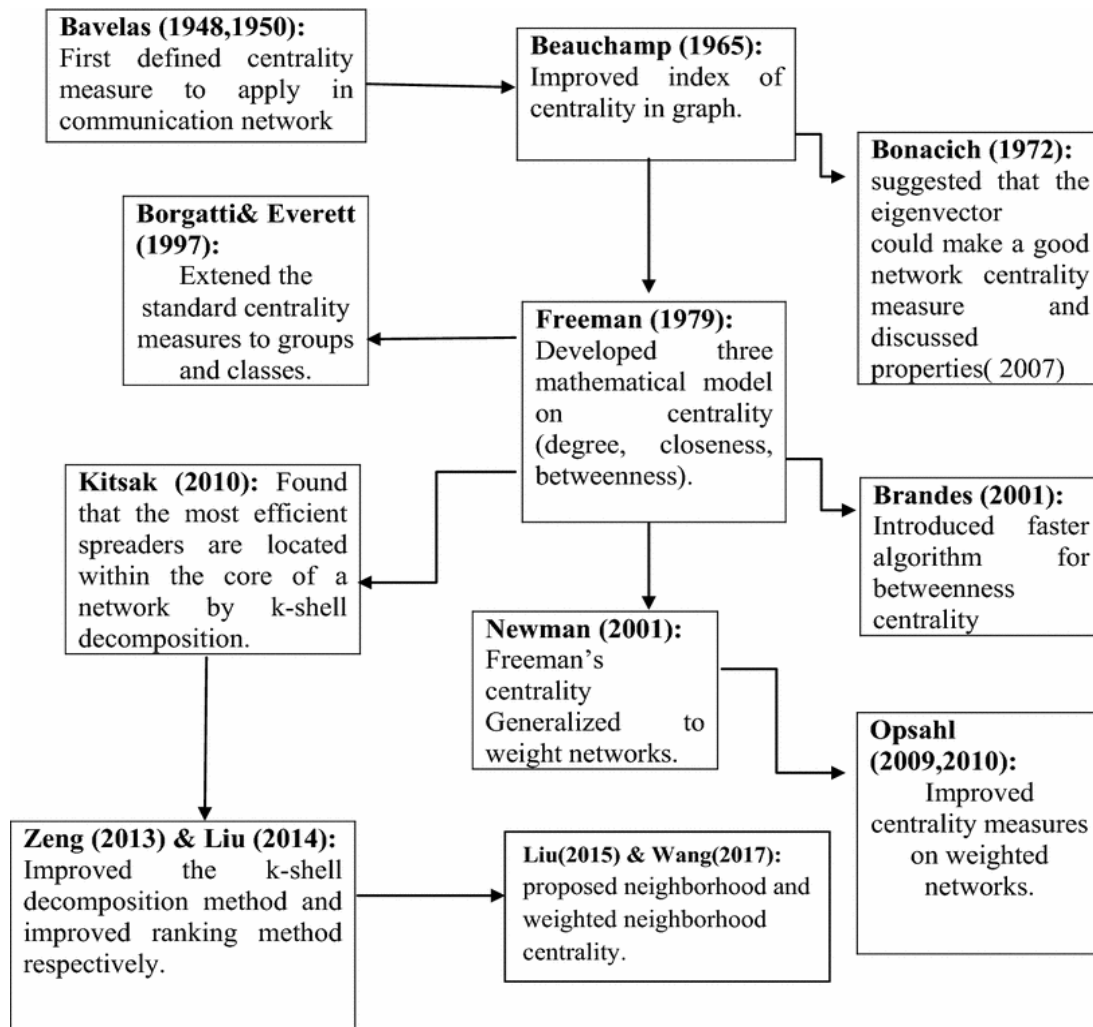 Bavelas (1948,1950):
First defined centrality
measure to apply in
communication network
Beauchamp (1965):
Improved index of
centrality in graph.
Bonacich (1972):
suggested that the
eigenvector
could make a good
network centrality
measure and
discussed
properties( 2007)
Borgatti& Everett
(1997):
Extened the
standard centrality
measures to groups
and classes.
Freeman (1979):
Developed three
mathematical model
on centrality
(degree, closeness,
betweenness).
Kitsak (2010): Found
that the most efficient
spreaders are located
within the core of a
network by k-shell
decomposition.
Brandes (2001):
Introduced faster
algorithm for
betweenness
centrality
Newman (2001):
Freeman’s
centrality
Generalized to
weight networks.
Opsahl
(2009,2010):
Improved
centrality measures
on weighted
networks.
Zeng (2013) & Liu (2014):
Improved the k-shell
decomposition method and
improved ranking method
respectively.
Liu(2015) & Wang(2017):
proposed neighborhood and
weighted neighborhood
centrality.